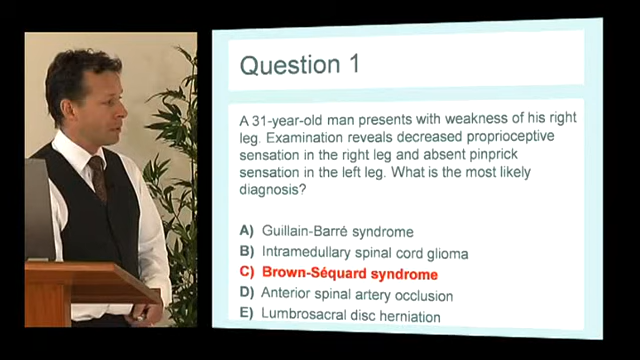 Question 1
A 31-year-old man presents with weakness of his right
leg. Examination reveals decreased proprioceptive
sensation in the right leg and absent pinprick
sensation in the left leg. What is the most likely
diagnosis?
A) Guillain-Barré syndrome
B) Intramedullary spinal cord glioma
C) Brown-Séquard syndrome
D) Anterior spinal artery occlusion
E) Lumbrosacral disc herniation